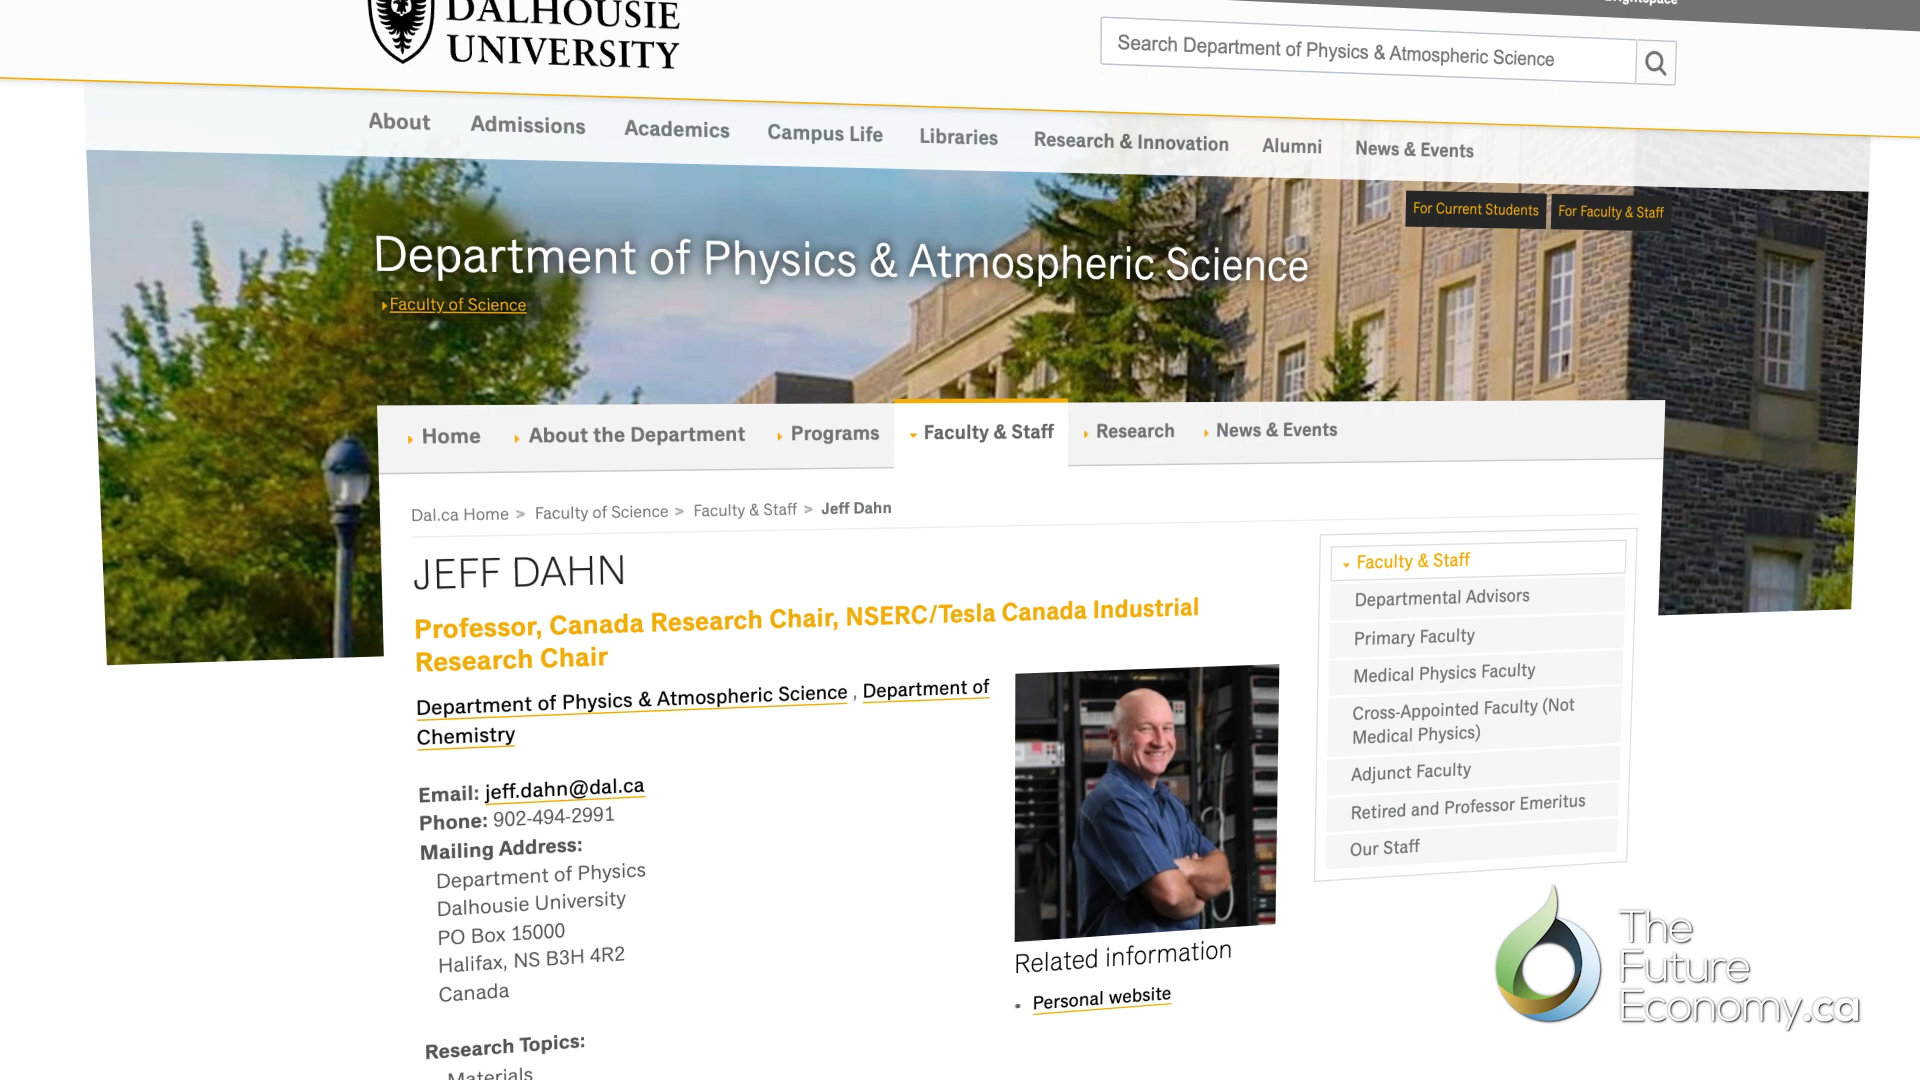 Brightspace
DALHOUSIE
UNIVERSITY
Search Department of Physics & Atmospheric Science
About Admissions Academics Campus Life Libraries Research & Innovation Alumni News & Events
For Current Students For Faculty & Staff
Department of Physics & Atmospheric Science
Faculty of Science
Home About the Department Programs Faculty & Staff Research News & Events
Dal.ca Home > Faculty of Science > Faculty & Staff > Jeff Dahn
JEFF DAHN
Professor, Canada Research Chair, NSERC/Tesla Canada Industrial
Research Chair
Department of Physics & Atmospheric Science , Department of
Chemistry
Email: jeff.dahn@dal.ca
Phone: 902-494-2991
Mailing Address:
Department of Physics
Dalhousie University
PO Box 15000
Halifax, NS B3H 4R2
Canada
Research Topics:
Materials
Related information
Personal website
Faculty & Staff
Departmental Advisors
Primary Faculty
Medical Physics Faculty
Cross-Appointed Faculty (Not
Medical Physics)
Adjunct Faculty
Retired and Professor Emeritus
Our Staff
The
Future
Economy.ca